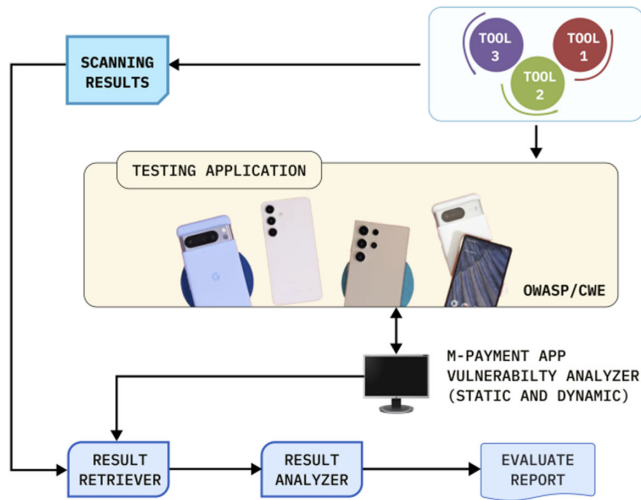 SCANNING
RESULTS
TOOL
3
TOOL
1
TOOL
2
TESTING APPLICATION
OWASP/CWE
M-PAYMENT APP
VULNERABILTY ANALYZER
(STATIC AND DYNAMIC)
RESULT
RETRIEVER
RESULT
ANALYZER
EVALUATE
REPORT